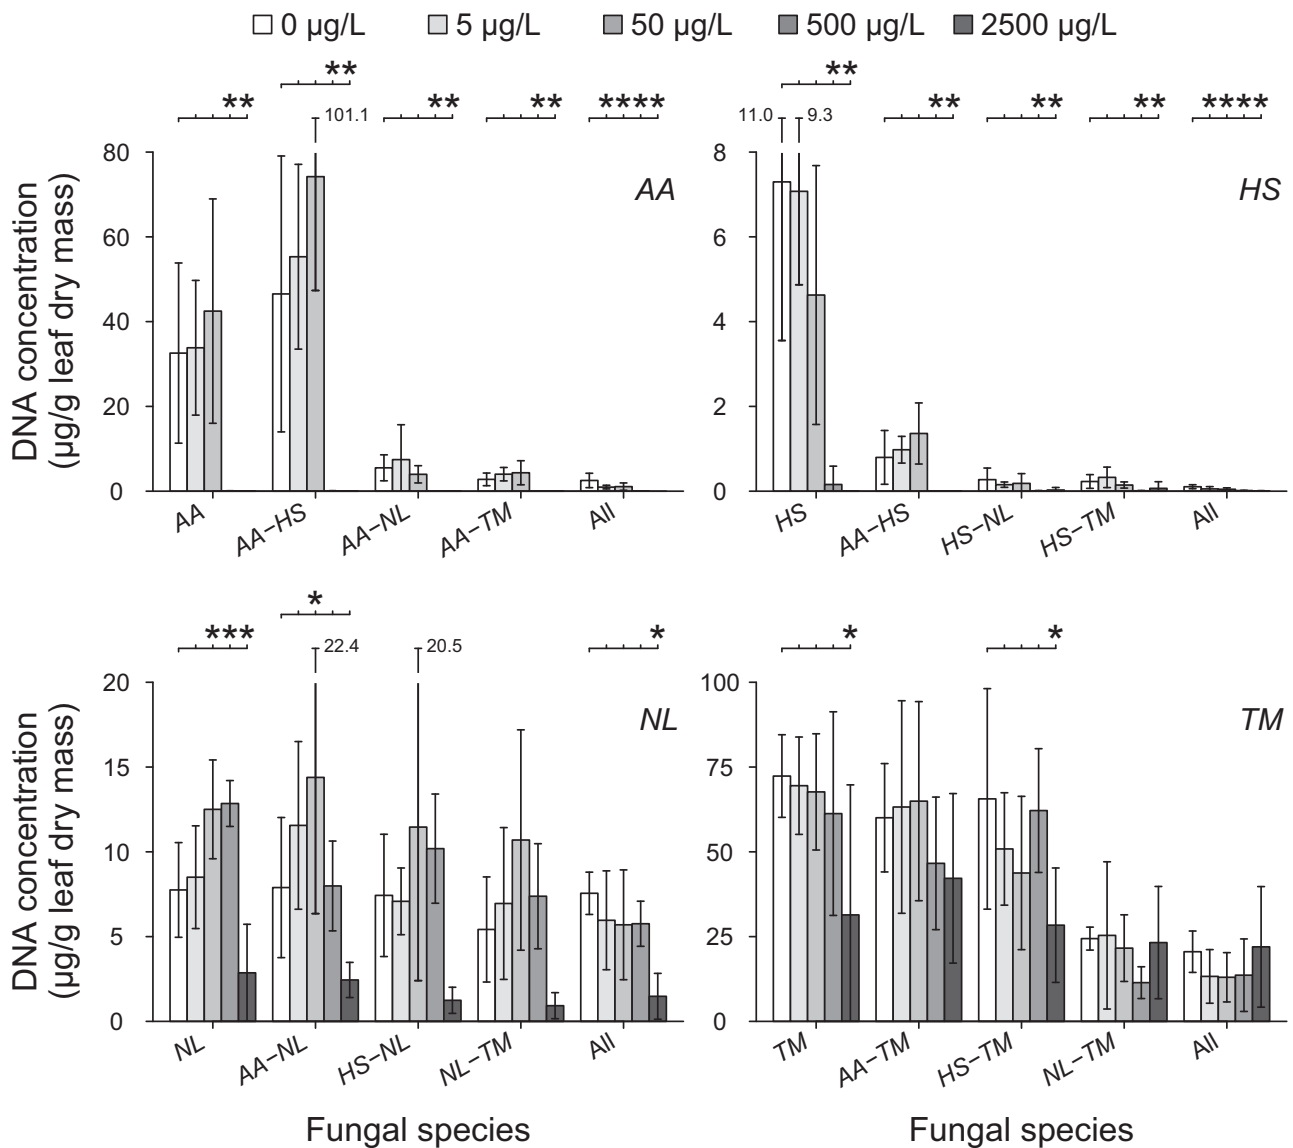 0 µg/L 5 µg/L 50 µg/L 500 µg/L 2500 µg/L
** ** ** ** ****
101.1
80
60
40
20
0
AA
AA AA−HS AA−NL AA−TM All
DNA concentration
(µg/g leaf dry mass)
** ** ** ** ****
11.0 9.3
8
6
4
2
0
HS
HS AA−HS HS−NL HS−TM All
*** * *
22.4 20.5
20
15
10
5
0
NL
NL AA−NL HS−NL NL−TM All
DNA concentration
(µg/g leaf dry mass)
Fungal species
* *
100
75
50
25
0
TM
TM AA−TM HS−TM NL−TM All
Fungal species